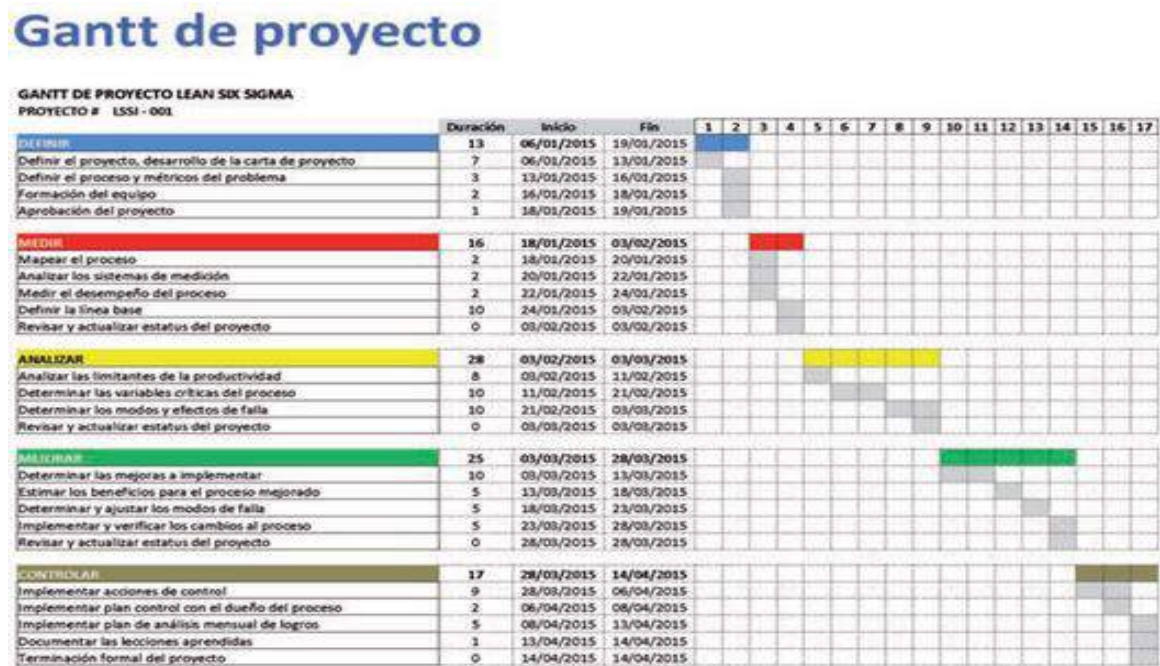 Gantt de proyecto
GANTT DE PROYECTO LEAN SIX SIGMA
PROYECTO # LSSI - 001
Duración Inicio Fin 1 2 3 4 5 6 7 8 9 10 11 12 13 14 15 16 17
DEFINIR 13 06/01/2015 19/01/2015
Definir el proyecto, desarrollo de la carta de proyecto 7 06/01/2015 13/01/2015
Definir el proceso y métricos del problema 3 13/01/2015 16/01/2015
Formación del equipo 2 16/01/2015 18/01/2015
Aprobación del proyecto 1 18/01/2015 19/01/2015
MEDIR 16 18/01/2015 03/02/2015
Mapear el proceso 2 18/01/2015 20/01/2015
Analizar los sistemas de medición 2 20/01/2015 22/01/2015
Medir el desempeño del proceso 2 22/01/2015 24/01/2015
Definir la línea base 10 24/01/2015 03/02/2015
Revisar y actualizar estatus del proyecto 0 03/02/2015 03/02/2015
ANALIZAR 28 03/02/2015 03/03/2015
Analizar las limitantes de la productividad 8 03/02/2015 11/02/2015
Determinar las variables críticas del proceso 10 11/02/2015 21/02/2015
Determinar los modos y efectos de falla 10 21/02/2015 03/03/2015
Revisar y actualizar estatus del proyecto 0 03/03/2015 03/03/2015
MEJORAR 25 03/03/2015 28/03/2015
Determinar las mejoras a implementar 10 03/03/2015 13/03/2015
Estimar los beneficios para el proceso mejorado 5 13/03/2015 18/03/2015
Determinar y ajustar los modos de falla 5 18/03/2015 23/03/2015
Implementar y verificar los cambios al proceso 5 23/03/2015 28/03/2015
Revisar y actualizar estatus del proyecto 0 28/03/2015 28/03/2015
CONTROLAR 17 28/03/2015 14/04/2015
Implementar acciones de control 9 28/03/2015 06/04/2015
Implementar plan control con el dueño del proceso 2 06/04/2015 08/04/2015
Implementar plan de análisis mensual de logros 5 08/04/2015 13/04/2015
Documentar las lecciones aprendidas 1 13/04/2015 14/04/2015
Terminación formal del proyecto 0 14/04/2015 14/04/2015